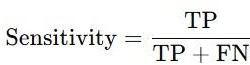 Sensitivity = TP / (TP + FN)